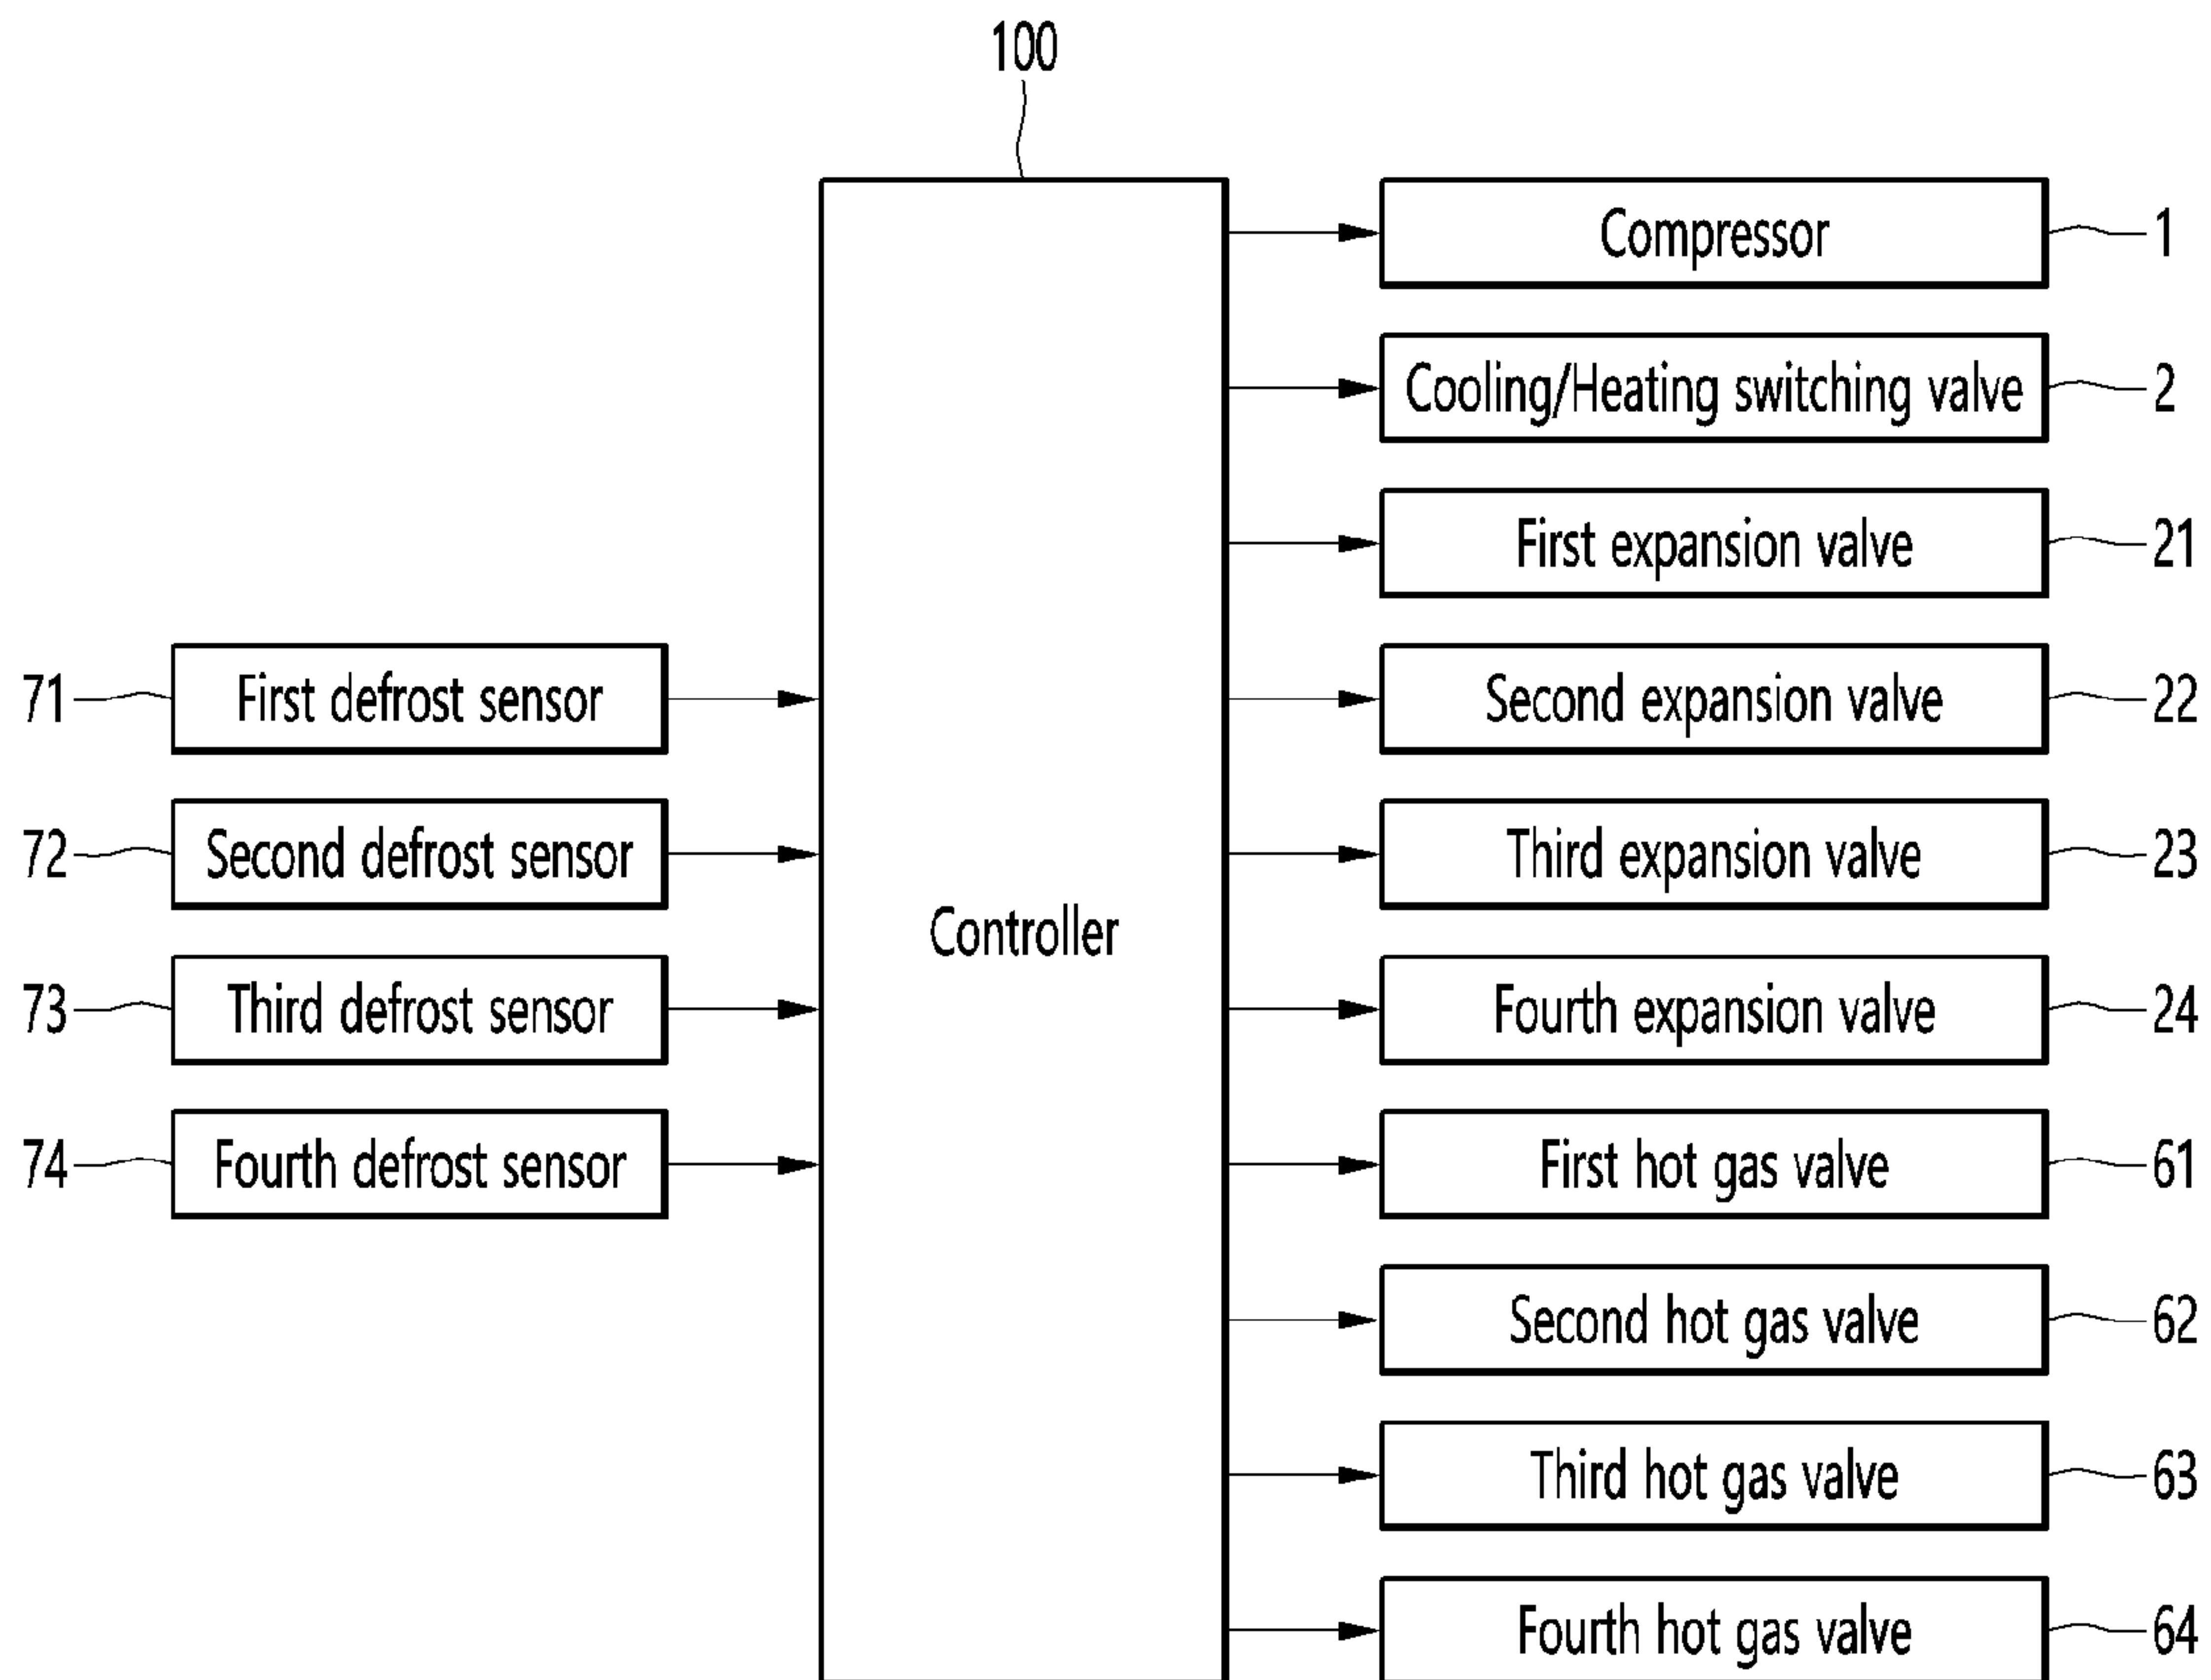 100
Compressor 1
Cooling/Heating switching valve 2
First expansion valve 21
71 First defrost sensor
Second expansion valve 22
72 Second defrost sensor
Third expansion valve 23
Controller
73 Third defrost sensor
Fourth expansion valve 24
74 Fourth defrost sensor
First hot gas valve 61
Second hot gas valve 62
Third hot gas valve 63
Fourth hot gas valve 64